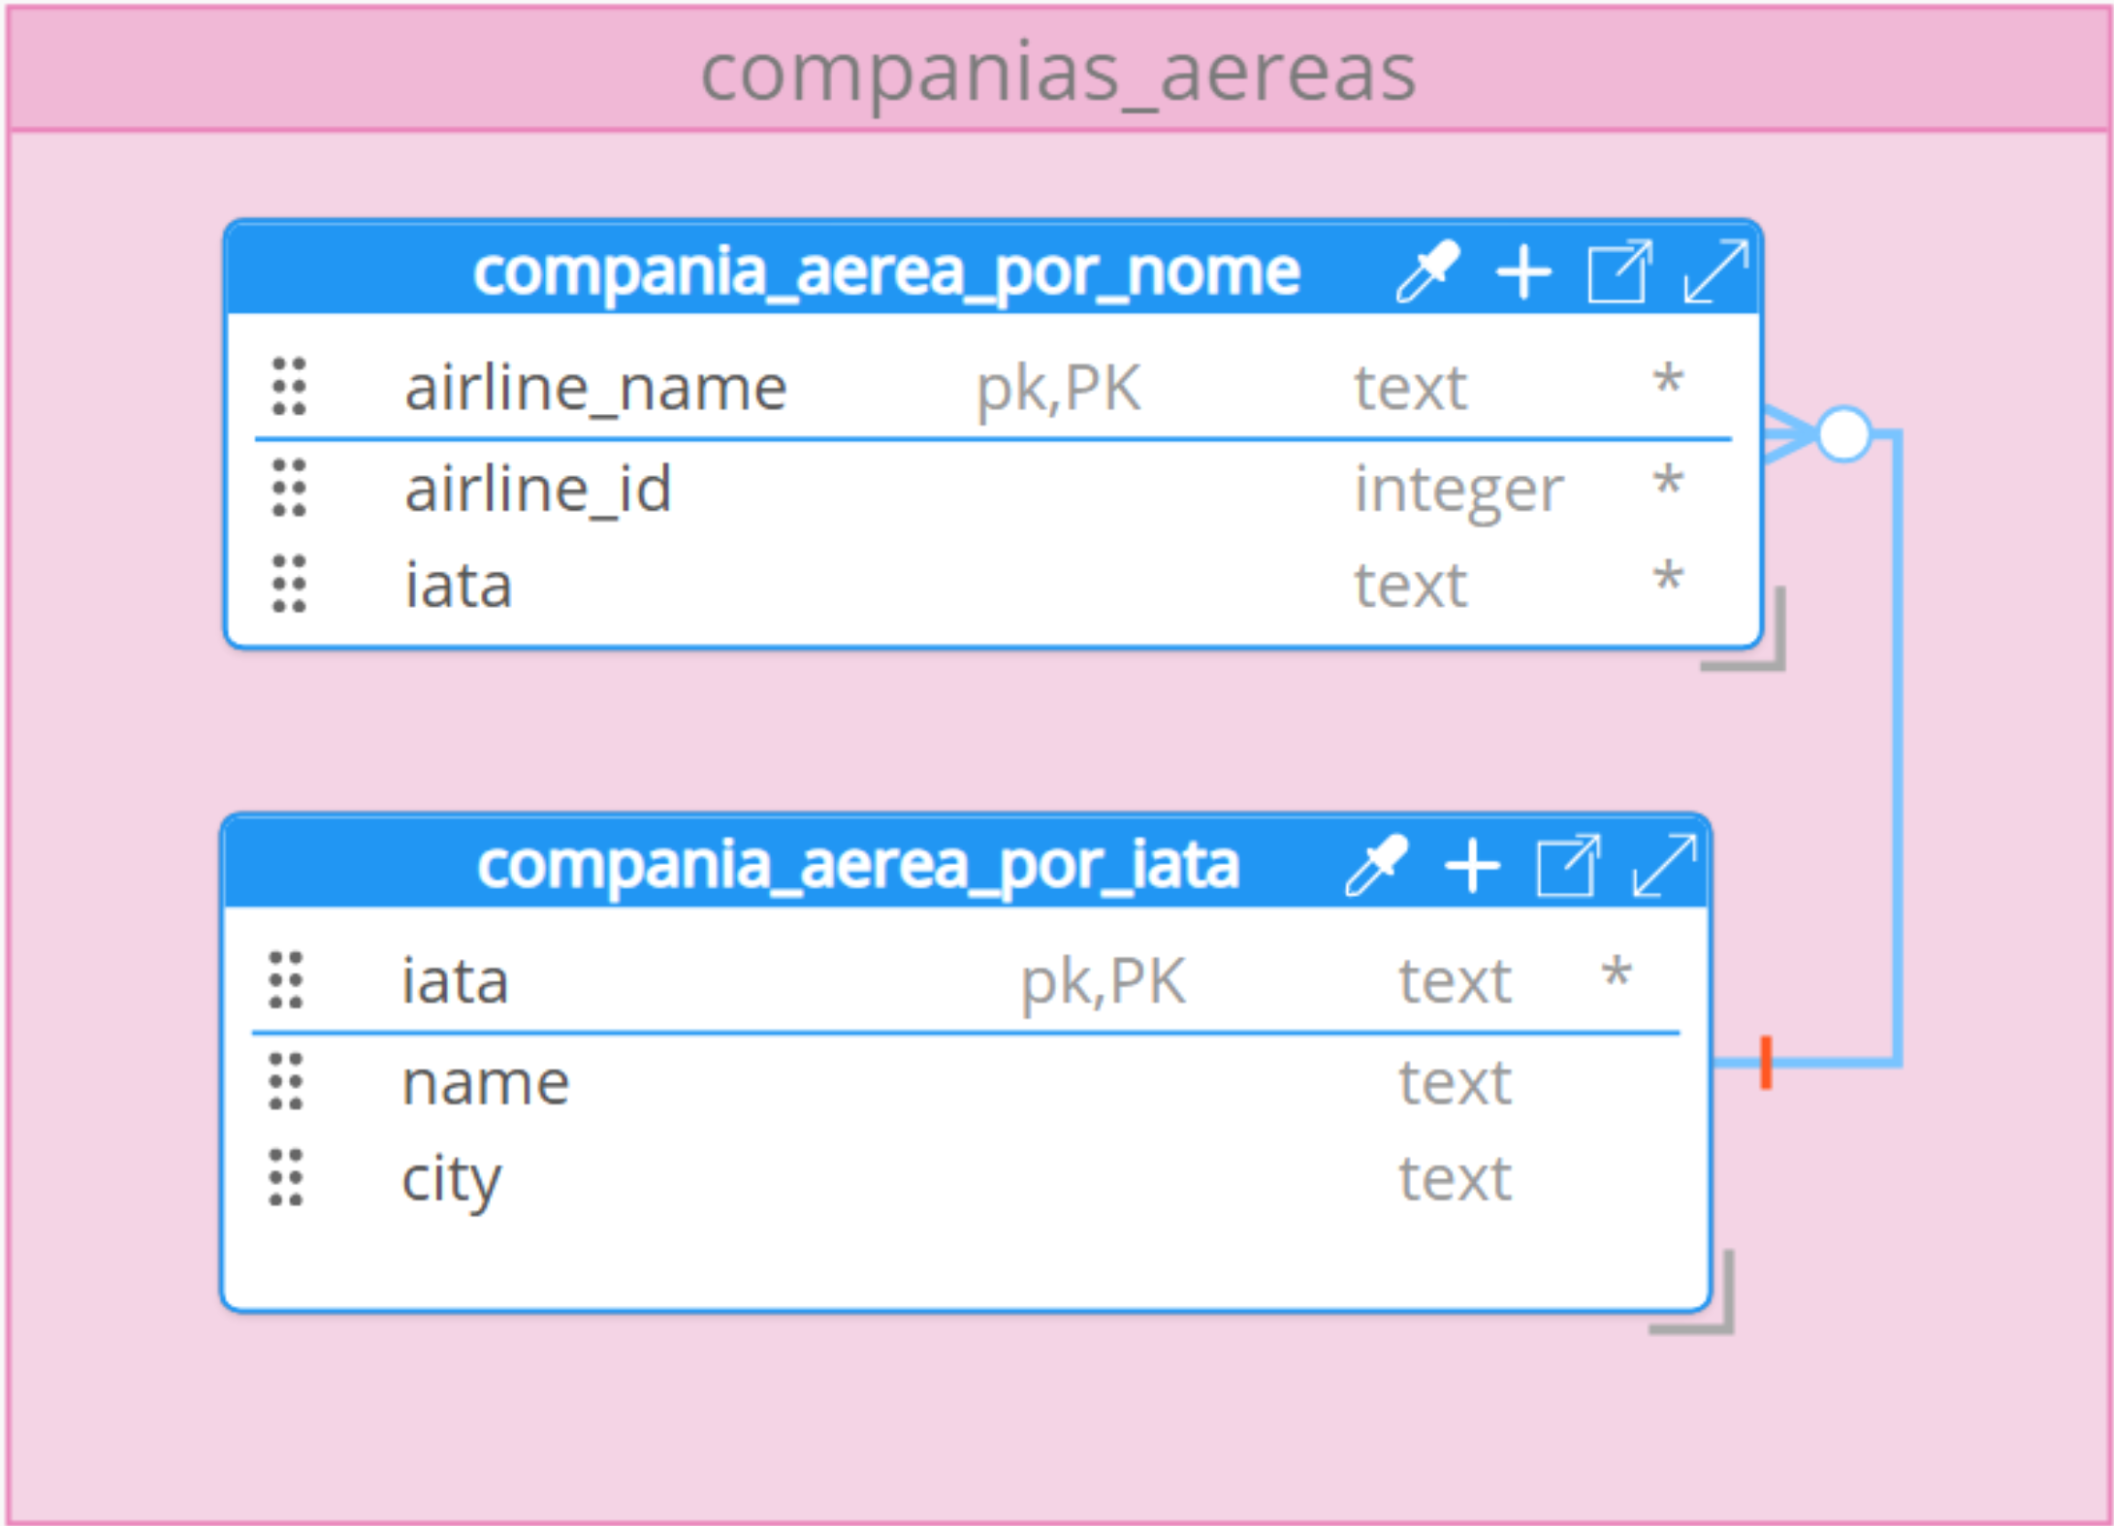 companias_aereas
compania_aerea_por_nome
airline_name pk,PK text *
airline_id integer *
iata text *
compania_aerea_por_iata
iata pk,PK text *
name text
city text